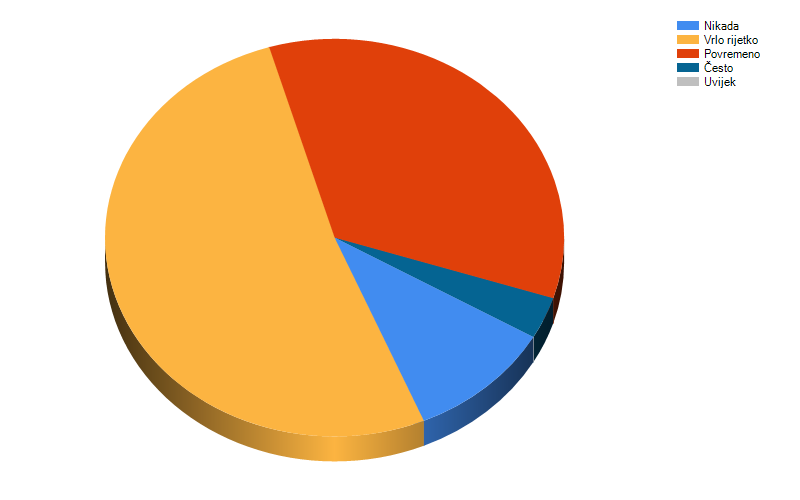 Nikada
Vrlo rijetko
Povremeno
Često
Uvijek